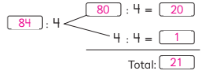 80 : 4 = 20
84 : 4
4 : 4 = 1
Total: 21